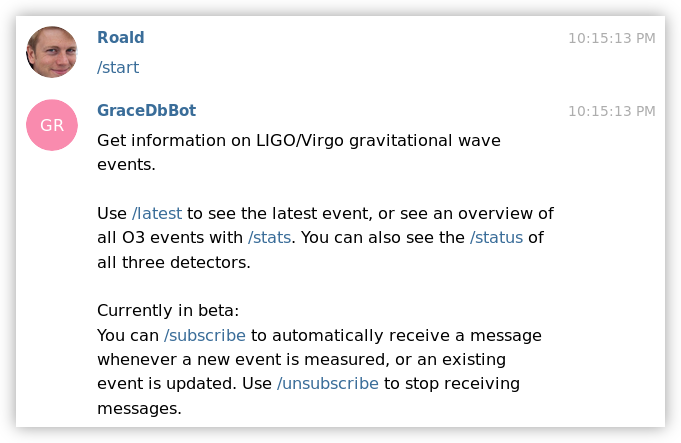 Roald
10:15:13 PM
/start
GR
GraceDbBot
10:15:13 PM
Get information on LIGO/Virgo gravitational wave
events.
Use /latest to see the latest event, or see an overview of
all O3 events with /stats. You can also see the /status of
all three detectors.
Currently in beta:
You can /subscribe to automatically receive a message
whenever a new event is measured, or an existing
event is updated. Use /unsubscribe to stop receiving
messages.